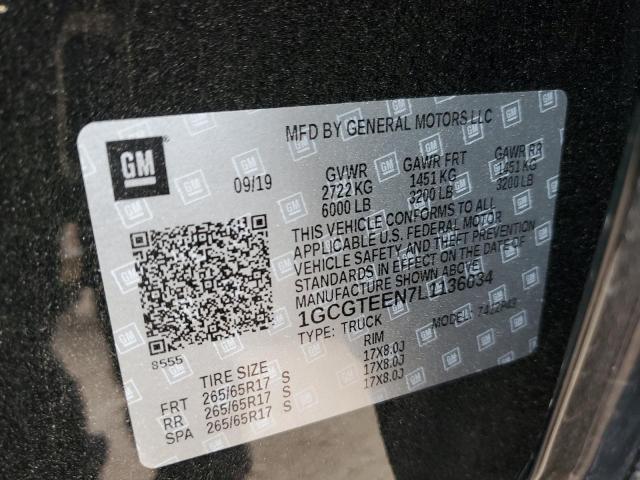 MFD BY GENERAL MOTORS LLC
GM
09/19
GVWR GAWR FRT GAWR RR
2722 KG 1451 KG 1451 KG
6000 LB 3200 LB 3200 LB
THIS VEHICLE CONFORMS TO ALL
APPLICABLE U.S. FEDERAL MOTOR
VEHICLE SAFETY AND THEFT PREVENTION
STANDARDS IN EFFECT ON THE DATE OF
MANUFACTURE SHOWN ABOVE.
1GCGTEEN7L1136034
TYPE: TRUCK MODEL:
8555
TIRE SIZE RIM
FRT 265/65R17 S 17X8.0J
RR 265/65R17 S 17X8.0J
SPA 265/65R17 S 17X8.0J